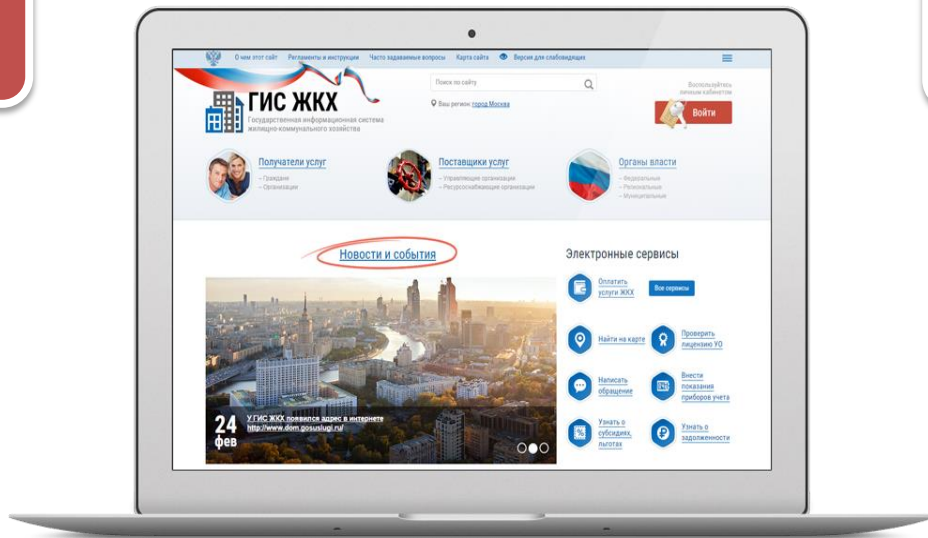 О чем этот сайт Регламенты и инструкции Часто задаваемые вопросы Карта сайта Версия для слабовидящих
Поиск по сайту
Воспользуйтесь
личным кабинетом
ГИС ЖКХ
Ваш регион: город Москва
Войти
Государственная информационная система
жилищно-коммунального хозяйства
Получатели услуг
– Граждане
– Организации
Поставщики услуг
– Управляющие организации
– Ресурсоснабжающие организации
Органы власти
– Федеральные
– Региональные
– Муниципальные
Новости и события
24
фев
У ГИС ЖКХ появился адрес в интернете
http://www.dom.gosuslugi.ru/
Электронные сервисы
Оплатить
услуги ЖКХ
Все сервисы
Найти на карте
Проверить
лицензию УО
Написать
обращение
Внести
показания
приборов учета
Узнать о
субсидиях,
льготах
Узнать о
задолженности